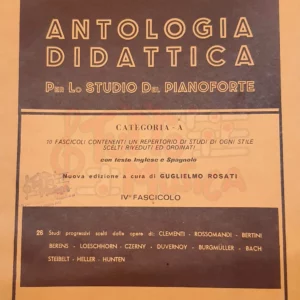 ANTOLOGIA
DIDATTICA
PER LO STUDIO DEL PIANOFORTE
CATEGORIA - A
10 FASCICOLI CONTENENTI UN REPERTORIO DI STUDI DI OGNI STILE
SCELTI RIVEDUTI ED ORDINATI
con testo Inglese e Spagnolo
Nuova edizione a cura di GUGLIELMO ROSATI
IVº FASCICOLO
26 Studi progressivi scelti dalle opere di: CLEMENTI - ROSSOMANDI - BERTINI
BERENS - LOESCHHORN - CZERNY - DUVERNOY - BURGMÜLLER - BACH
STEIBELT - HELLER - HUNTEN